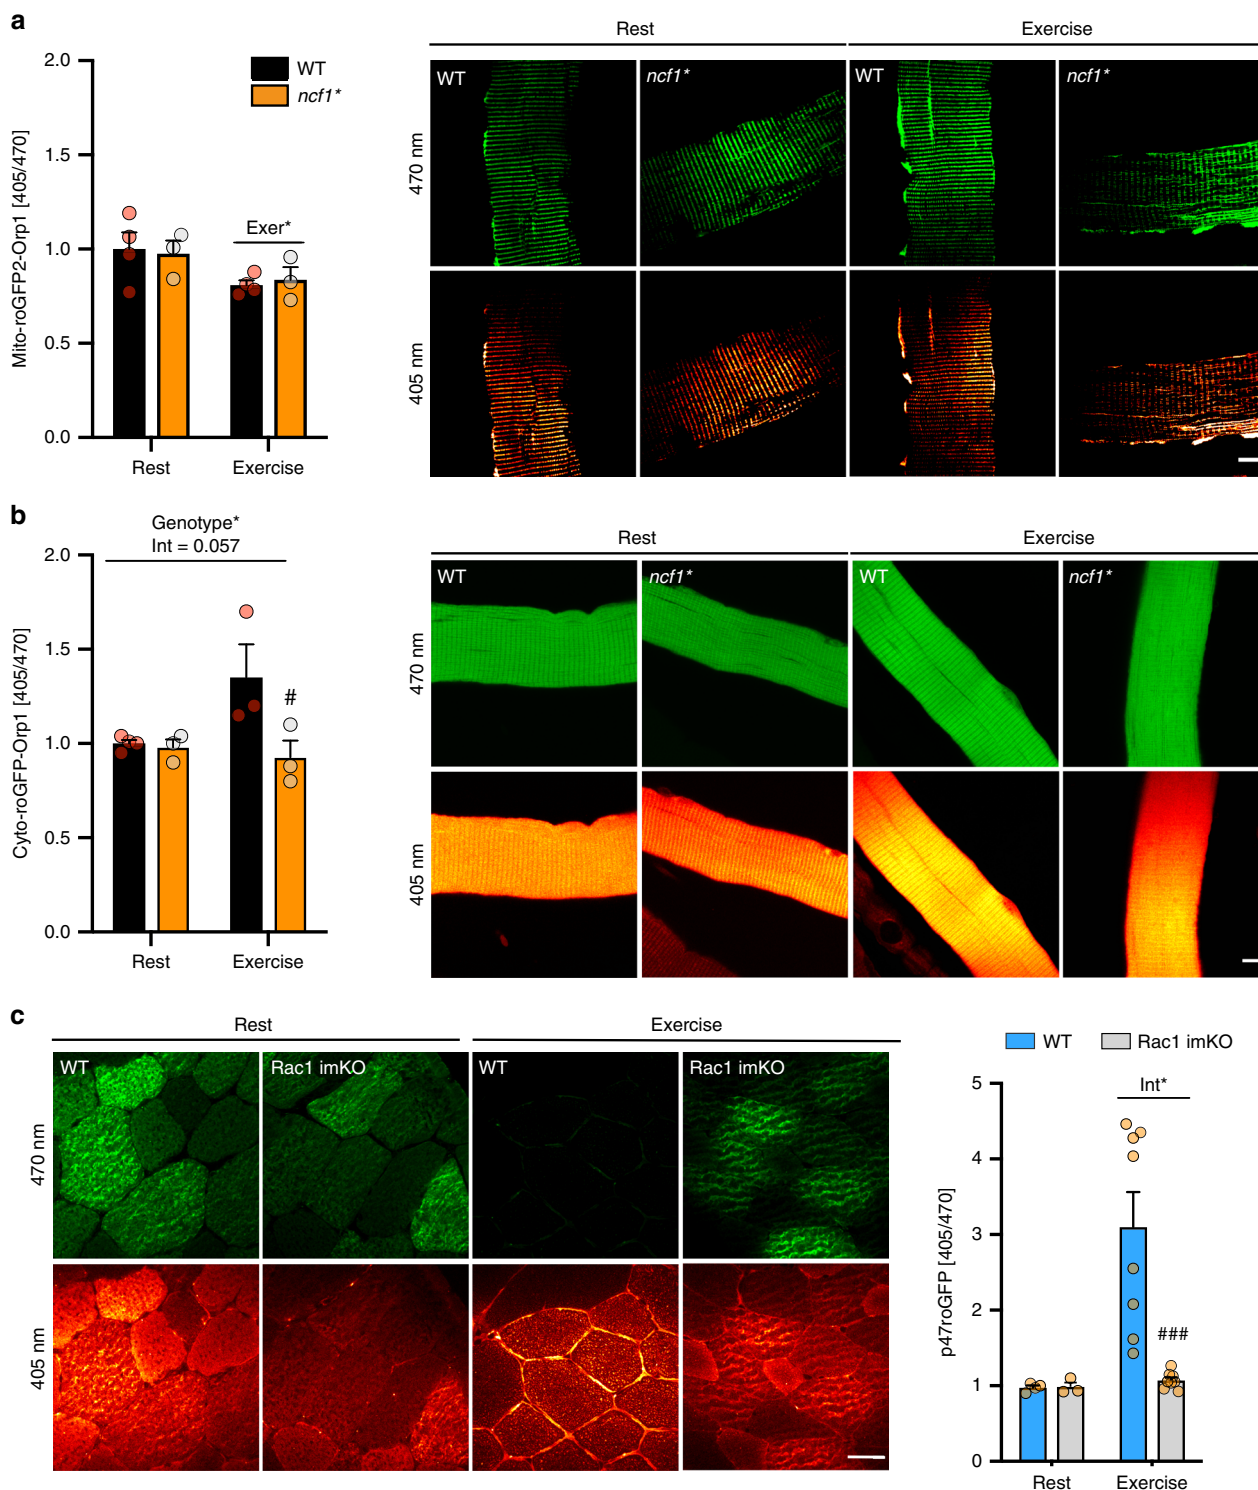 a
Rest
Exercise
2.0
1.5
1.0
0.5
0.0
Mito-roGFP2-Orp1 [405/470]
WT
ncf1*
Exer*
Rest
Exercise
WT
ncf1*
WT
ncf1*
470 nm
405 nm
b
Genotype*
Int = 0.057
2.0
1.5
1.0
0.5
0.0
Cyto-roGFP-Orp1 [405/470]
#
Rest
Exercise
Rest
Exercise
WT
ncf1*
WT
ncf1*
470 nm
405 nm
c
Rest
Exercise
WT
Rac1 imKO
WT
Rac1 imKO
470 nm
405 nm
WT
Rac1 imKO
5
4
3
2
1
0
p47roGFP [405/470]
Int*
###
Rest
Exercise